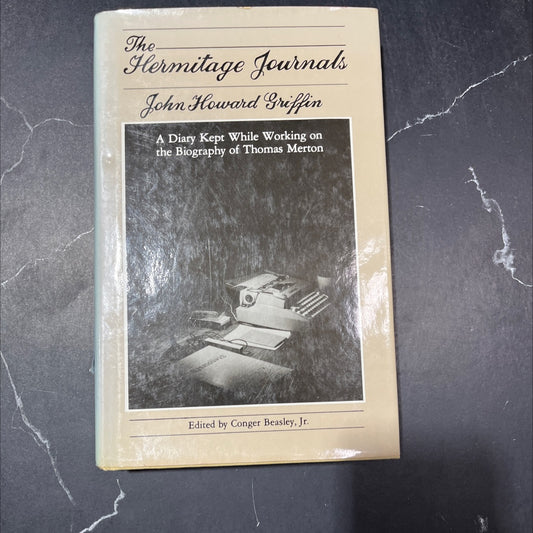 The
Hermitage Journals
John Howard Griffin
A Diary Kept While Working on
the Biography of Thomas Merton
Edited by Conger Beasley, Jr.